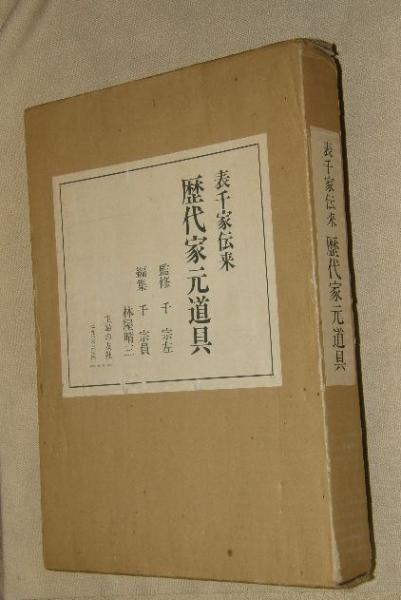 表千家伝来
歴代家元道具
監修 千 宗左
編集 千 宗員
林屋晴三
主婦の友社
表千家伝来 歴代家元道具